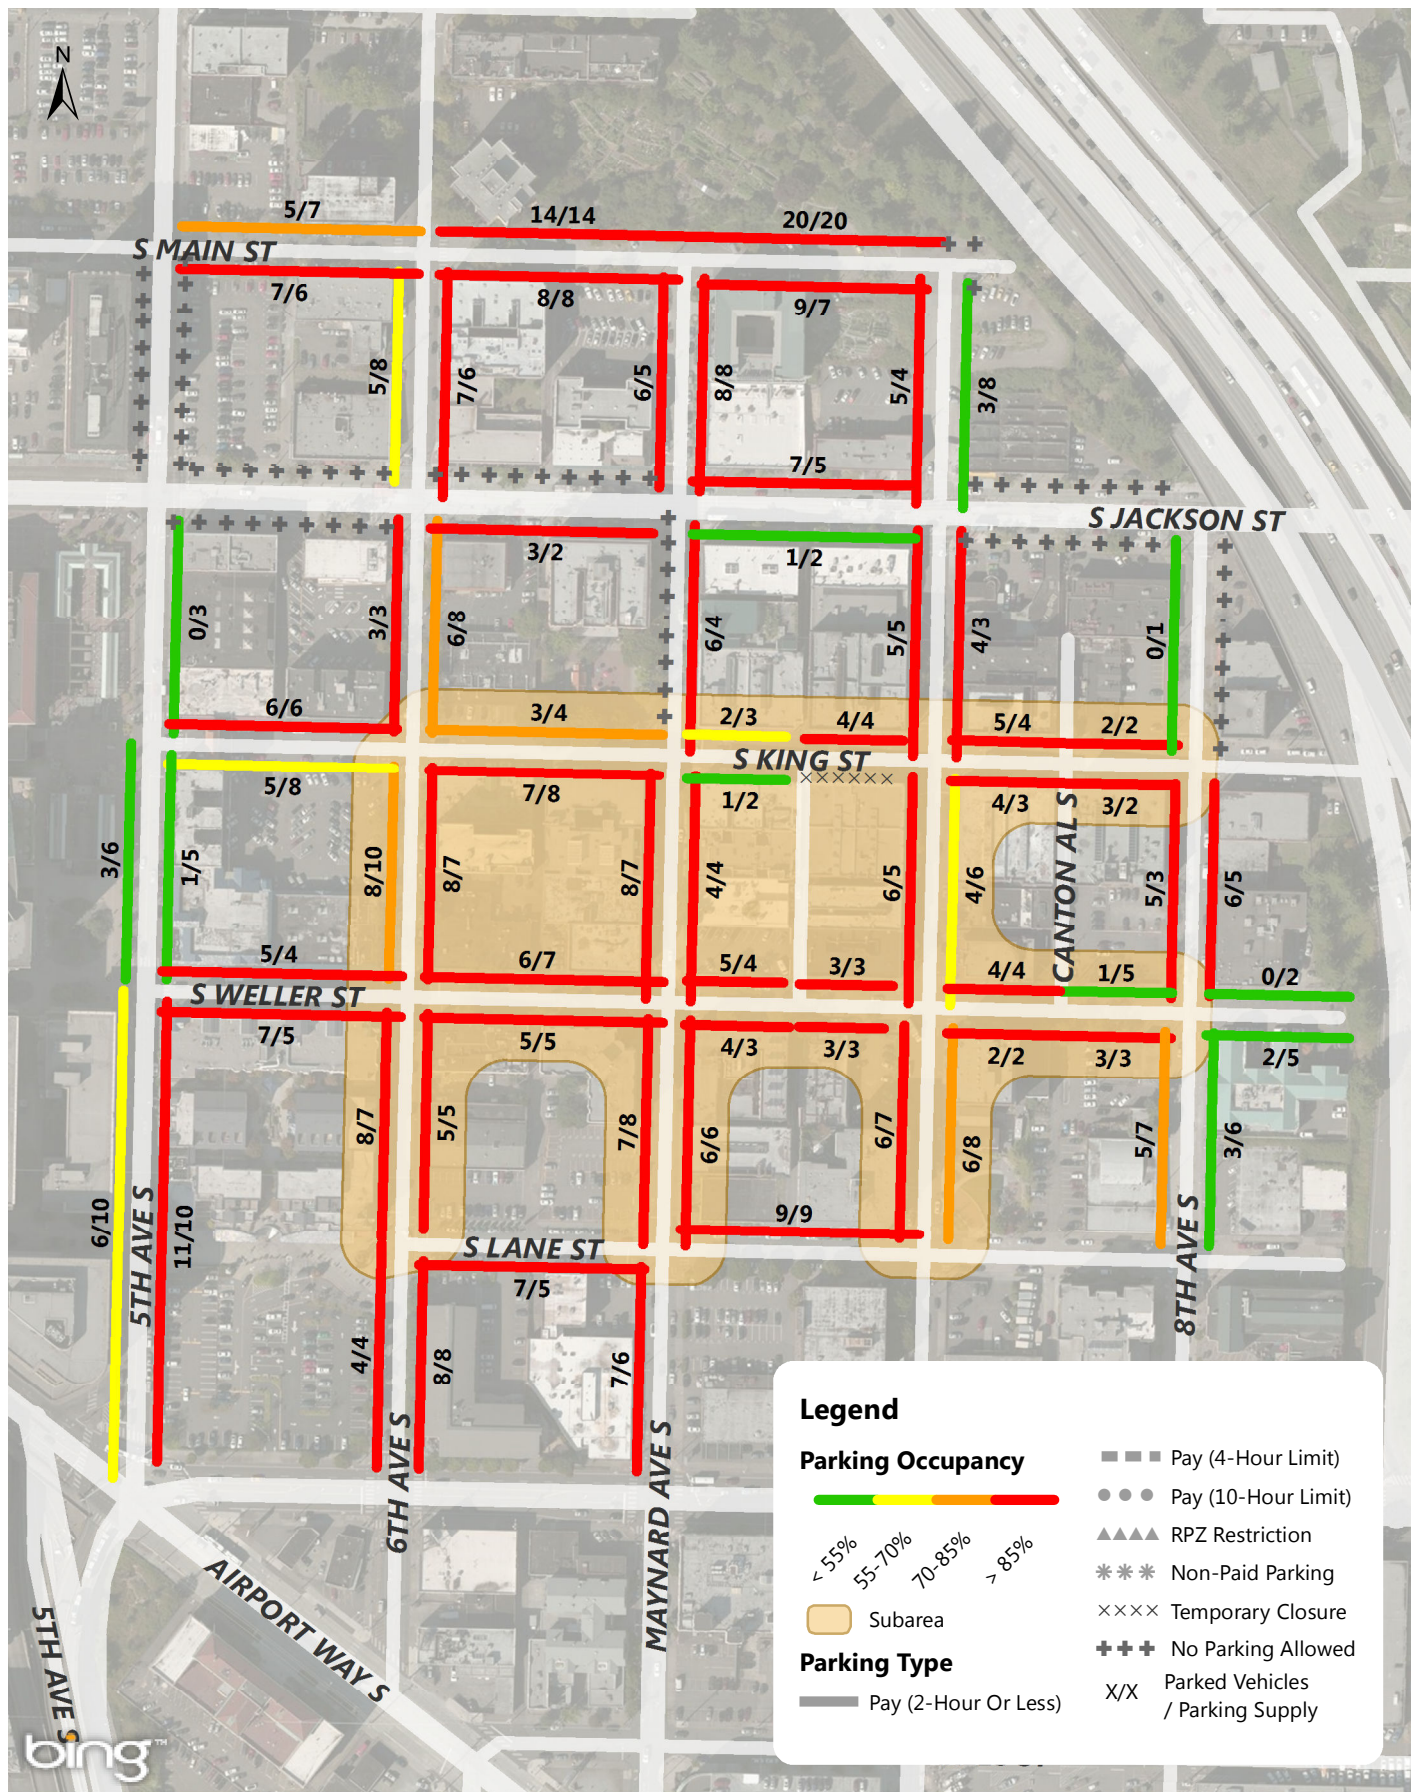 N
5/7
14/14
20/20
S MAIN ST
7/6
8/8
9/7
5/8
7/6
6/5
8/8
5/4
3/8
7/5
S JACKSON ST
3/2
1/2
0/3
3/3
6/8
6/4
5/5
4/3
0/1
6/6
3/4
2/3
4/4
5/4
2/2
S KING ST
5/8
7/8
1/2
4/3
3/2
3/6
1/5
8/10
8/7
8/7
4/4
6/5
4/6
CANTON AL S
5/3
6/5
5/4
6/7
5/4
3/3
4/4
1/5
0/2
S WELLER ST
7/5
5/5
4/3
3/3
2/2
3/3
2/5
8/7
5/5
7/8
6/6
6/7
6/8
5/7
3/6
6/10
5TH AVE S
11/10
9/9
S LANE ST
7/5
8TH AVE S
4/4
8/8
7/6
6TH AVE S
MAYNARD AVE S
AIRPORT WAY S
5TH AVE S
bing™
Legend
Parking Occupancy
< 55%
55-70%
70-85%
> 85%
Subarea
Parking Type
Pay (2-Hour Or Less)
Pay (4-Hour Limit)
Pay (10-Hour Limit)
RPZ Restriction
Non-Paid Parking
Temporary Closure
No Parking Allowed
X/X Parked Vehicles
/ Parking Supply